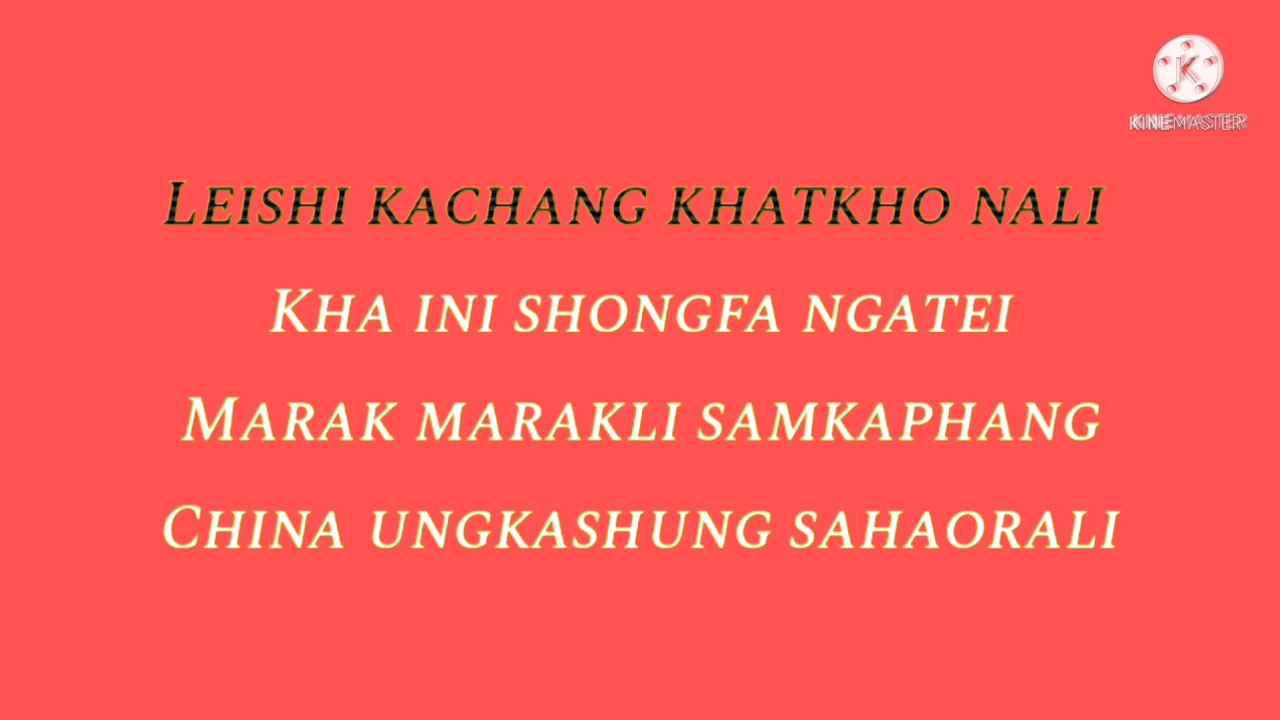 KINEMASTER
Leishi kachang khatkho nali
Kha ini shongfa ngatei
Marak marakli samkaphang
China ungkashung sahaorali